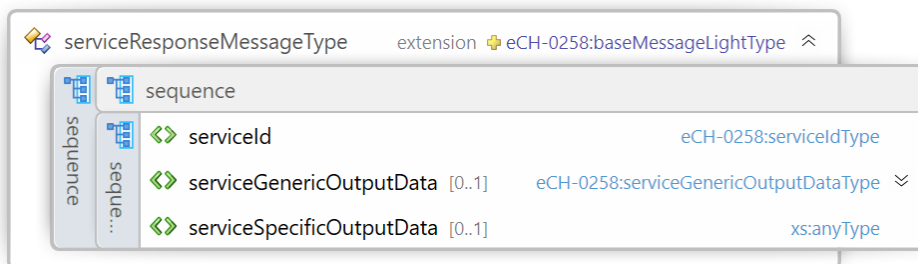 serviceResponseMessageType extension eCH-0258:baseMessageLightType
sequence
sequence
seque...
serviceId eCH-0258:serviceIdType
serviceGenericOutputData [0..1] eCH-0258:serviceGenericOutputDataType
serviceSpecificOutputData [0..1] xs:anyType